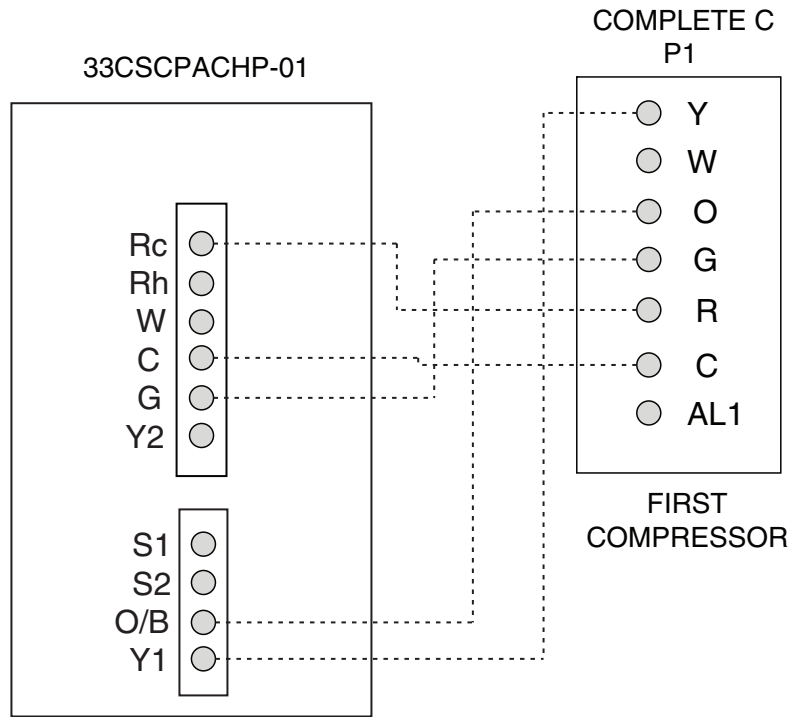 COMPLETE C
P1
33CSCPACHP-01
Rc
Rh
W
C
G
Y2
S1
S2
O/B
Y1
Y
W
O
G
R
C
AL1
FIRST
COMPRESSOR